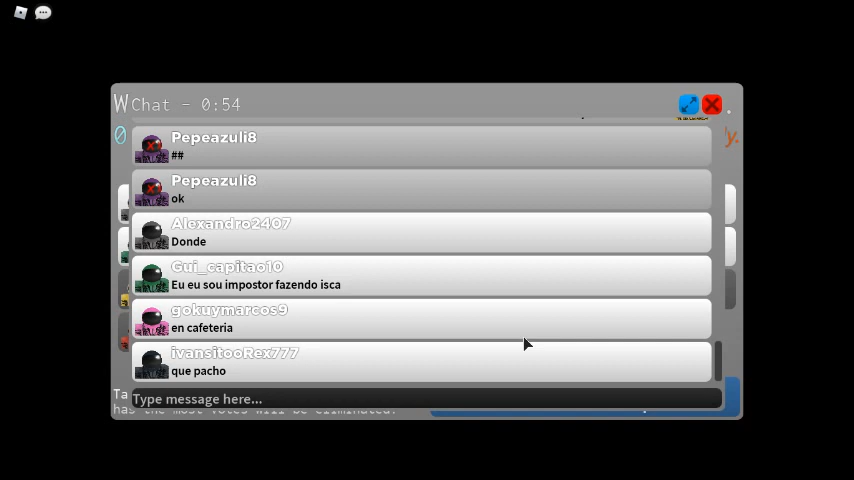 Chat - 0:54
Pepeazuli8
##
Pepeazuli8
ok
Alexandro2407
Donde
Gui_capitao10
Eu eu sou impostor fazendo isca
gokuymarcos9
en cafeteria
ivansitooRex777
que pacho
Type message here...
has the most votes will be eliminated.